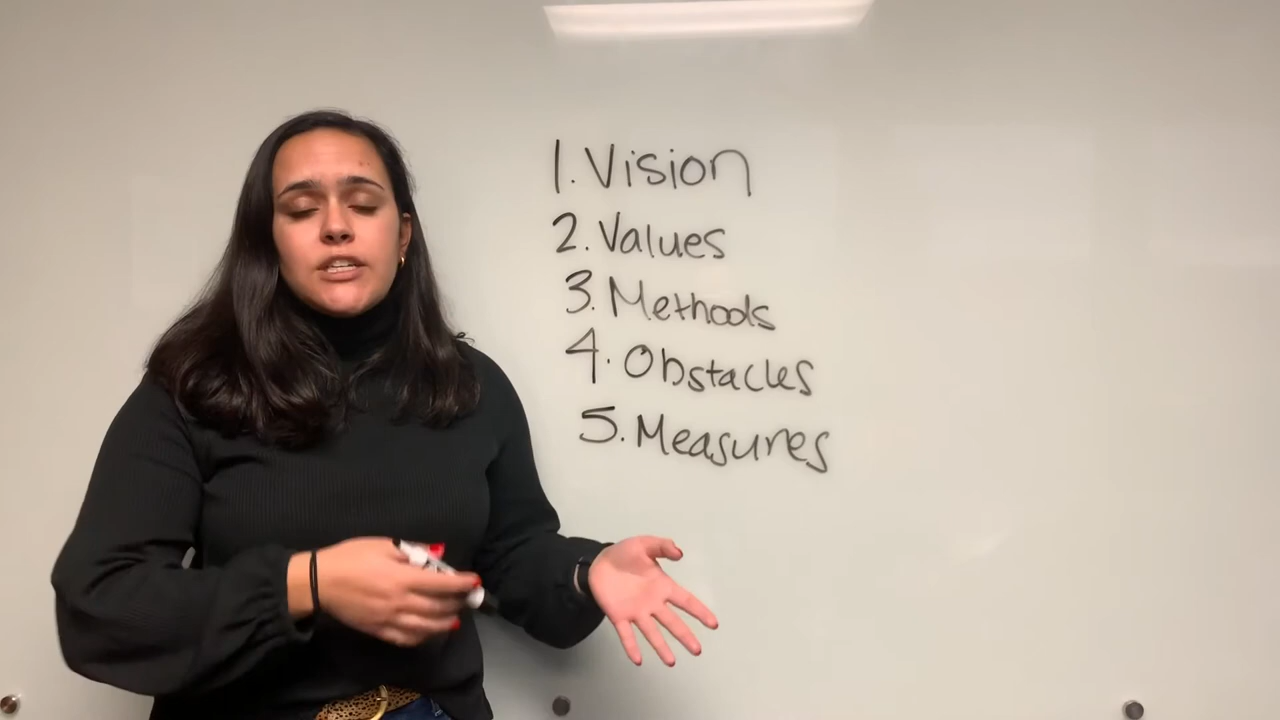 1. Vision
2. Values
3. Methods
4. Obstacles
5. Measures